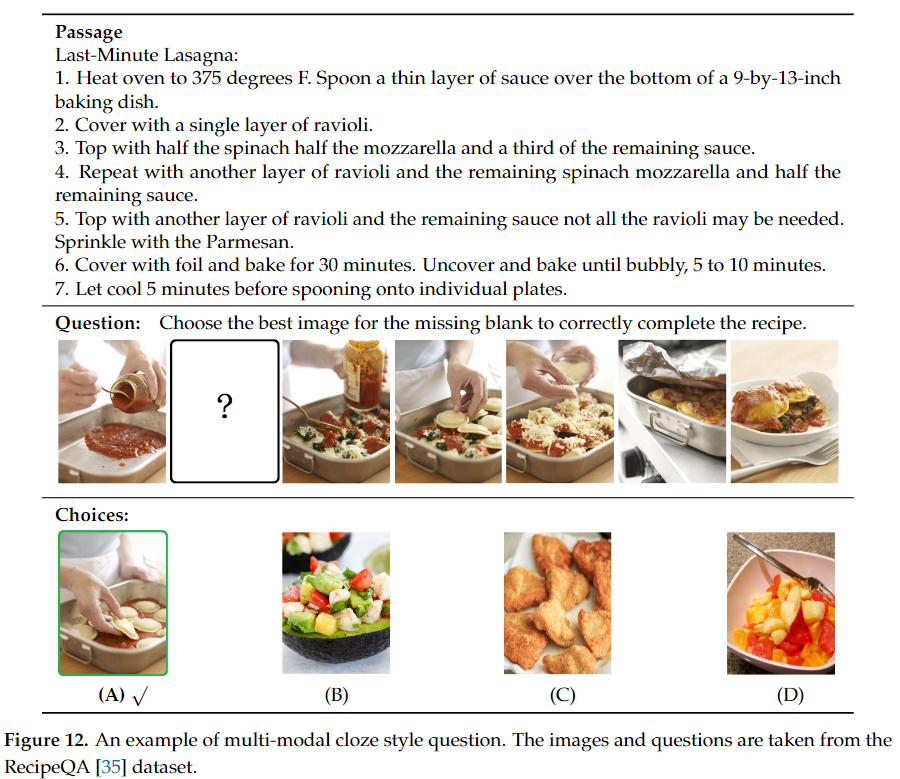 Passage
Last-Minute Lasagna:
1. Heat oven to 375 degrees F. Spoon a thin layer of sauce over the bottom of a 9-by-13-inch
baking dish.
2. Cover with a single layer of ravioli.
3. Top with half the spinach half the mozzarella and a third of the remaining sauce.
4. Repeat with another layer of ravioli and the remaining spinach mozzarella and half the
remaining sauce.
5. Top with another layer of ravioli and the remaining sauce not all the ravioli may be needed.
Sprinkle with the Parmesan.
6. Cover with foil and bake for 30 minutes. Uncover and bake until bubbly, 5 to 10 minutes.
7. Let cool 5 minutes before spooning onto individual plates.
Question: Choose the best image for the missing blank to correctly complete the recipe.
?
Choices:
(A) ✓ (B) (C) (D)
Figure 12. An example of multi-modal cloze style question. The images and questions are taken from the
RecipeQA [35] dataset.